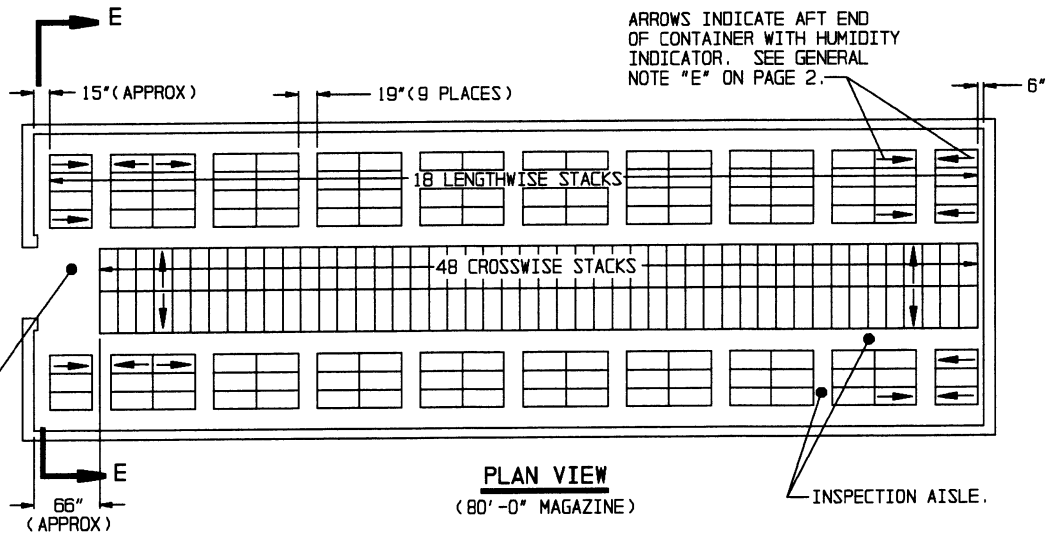 E
ARROWS INDICATE AFT END
OF CONTAINER WITH HUMIDITY
INDICATOR. SEE GENERAL
NOTE "E" ON PAGE 2.
15"(APPROX)
19"(9 PLACES)
6"
18 LENGTHWISE STACKS
48 CROSSWISE STACKS
E
66"
(APPROX)
PLAN VIEW
(80'-0" MAGAZINE)
INSPECTION AISLE.